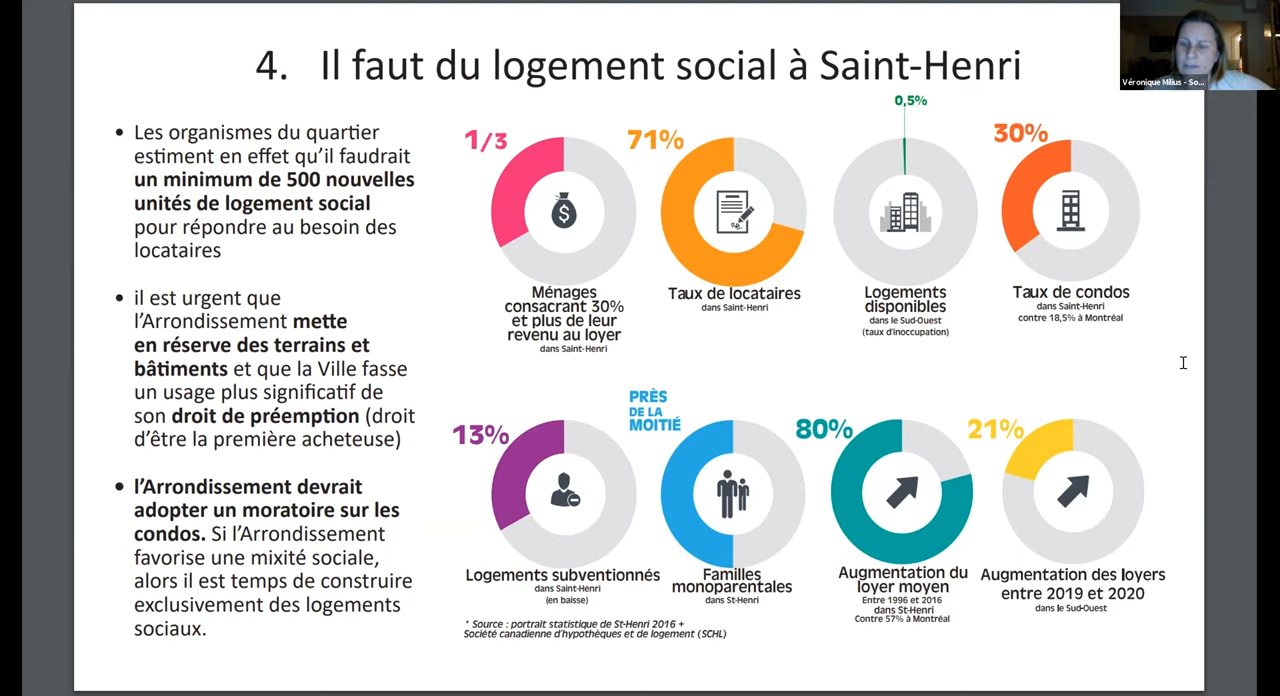 4. Il faut du logement social à Saint-Henri
Véronique Milius - So...
• Les organismes du quartier
estiment en effet qu'il faudrait
un minimum de 500 nouvelles
unités de logement social
pour répondre au besoin des
locataires
• il est urgent que
l'Arrondissement mette
en réserve des terrains et
bâtiments et que la Ville fasse
un usage plus significatif de
son droit de préemption (droit
d'être la première acheteuse)
• l'Arrondissement devrait
adopter un moratoire sur les
condos. Si l'Arrondissement
favorise une mixité sociale,
alors il est temps de construire
exclusivement des logements
sociaux.
1/3
$
Ménages
consacrant 30%
et plus de leur
revenu au loyer
dans Saint-Henri
71%
Taux de locataires
dans Saint-Henri
0,5%
Logements
disponibles
dans le Sud-Ouest
(taux d'inoccupation)
30%
Taux de condos
dans Saint-Henri
contre 18,5% à Montréal
13%
Logements subventionnés
dans Saint-Henri
(en baisse)
PRÈS
DE LA
MOITIÉ
Familles
monoparentales
dans St-Henri
80%
Augmentation du
loyer moyen
Entre 1996 et 2016
dans St-Henri
Contre 57% à Montréal
21%
Augmentation des loyers
entre 2019 et 2020
dans le Sud-Ouest
* Source : portrait statistique de St-Henri 2016 +
Société canadienne d'hypothèques et de logement (SCHL)